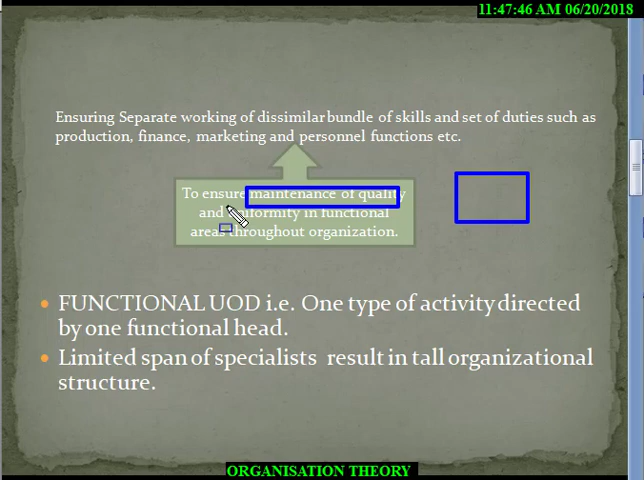 11:47:46 AM 06/20/2018
Ensuring Separate working of dissimilar bundle of skills and set of duties such as
production, finance, marketing and personnel functions etc.
To ensure maintenance of quality
and uniformity in functional
areas throughout organization.
FUNCTIONAL UOD i.e. One type of activity directed
by one functional head.
Limited span of specialists result in tall organizational
structure.
ORGANISATION THEORY